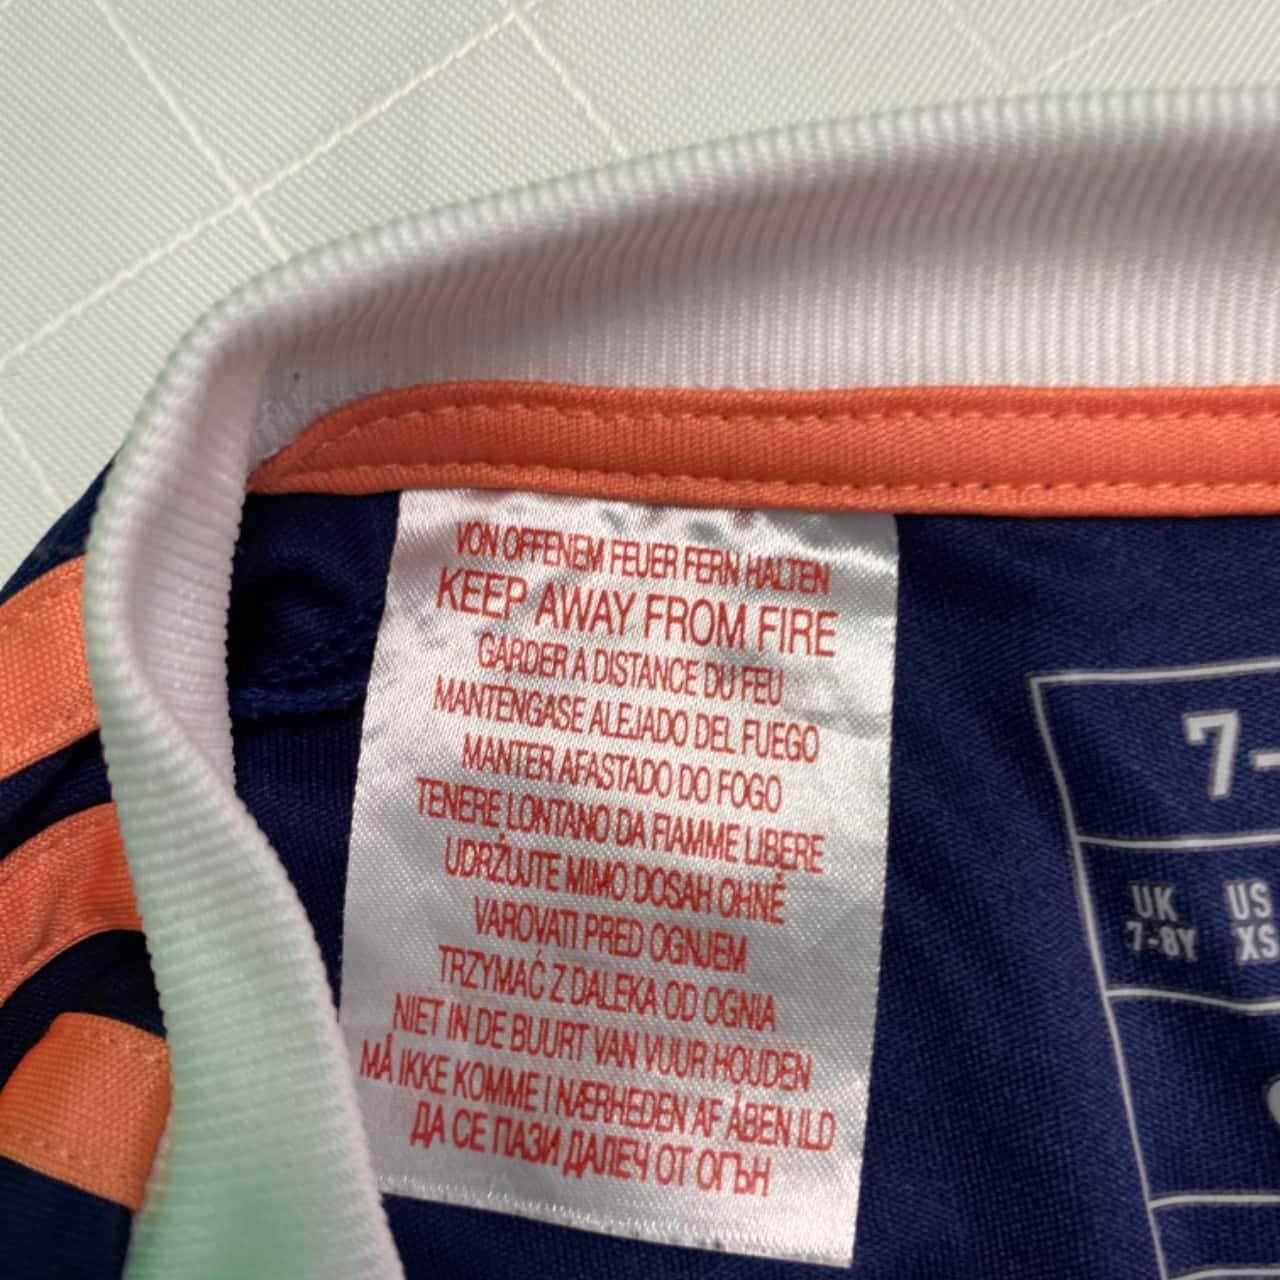 VON OFFENEM FEUER FERN HALTEN
KEEP AWAY FROM FIRE
GARDER A DISTANCE DU FEU
MANTENGASE ALEJADO DEL FUEGO
MANTER AFASTADO DO FOGO
TENERE LONTANO DA FIAMME LIBERE
UDRŽUJTE MIMO DOSAH OHNĚ
VAROVATI PRED OGNJEM
TRZYMAĆ Z DALEKA OD OGNIA
NIET IN DE BUURT VAN VUUR HOUDEN
MÅ IKKE KOMME I NÆRHEDEN AF ÅBEN ILD
ДА СЕ ПАЗИ ДАЛЕЧ ОТ ОГЪН
7-
UK US
7-8Y XS